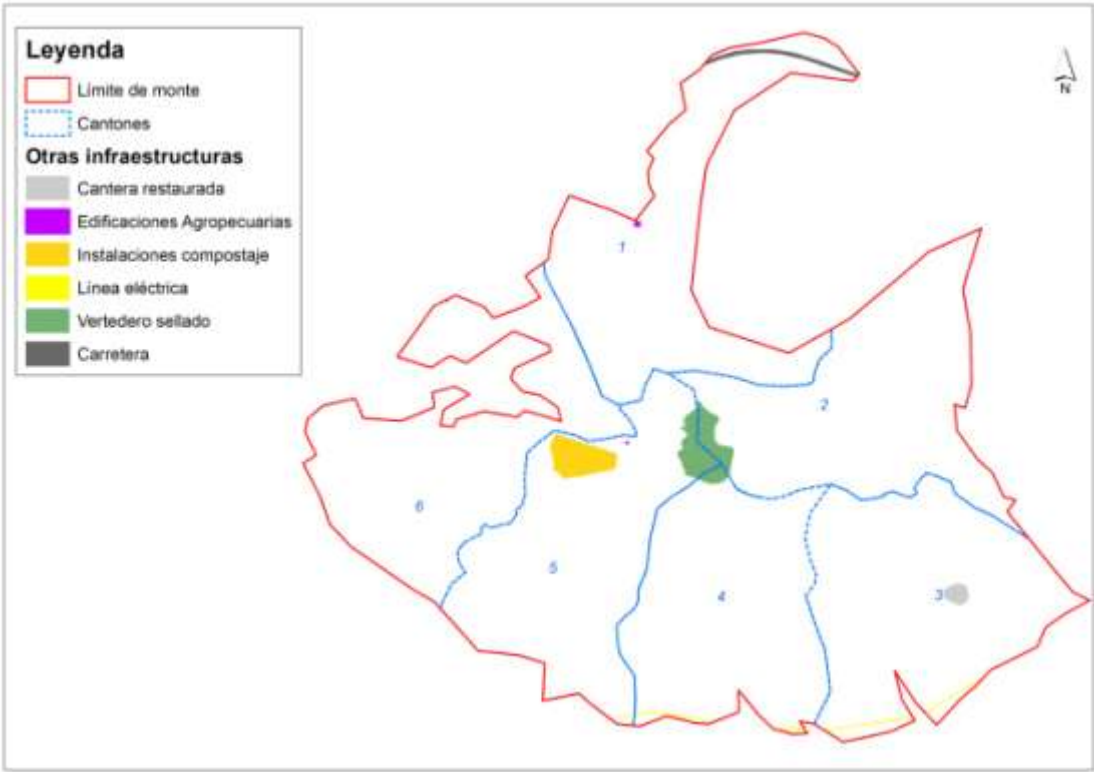 Leyenda
Límite de monte
Cantones
Otras infraestructuras
Cantera restaurada
Edificaciones Agropecuarias
Instalaciones compostaje
Línea eléctrica
Vertedero sellado
Carretera
N
1
2
6
5
4
3